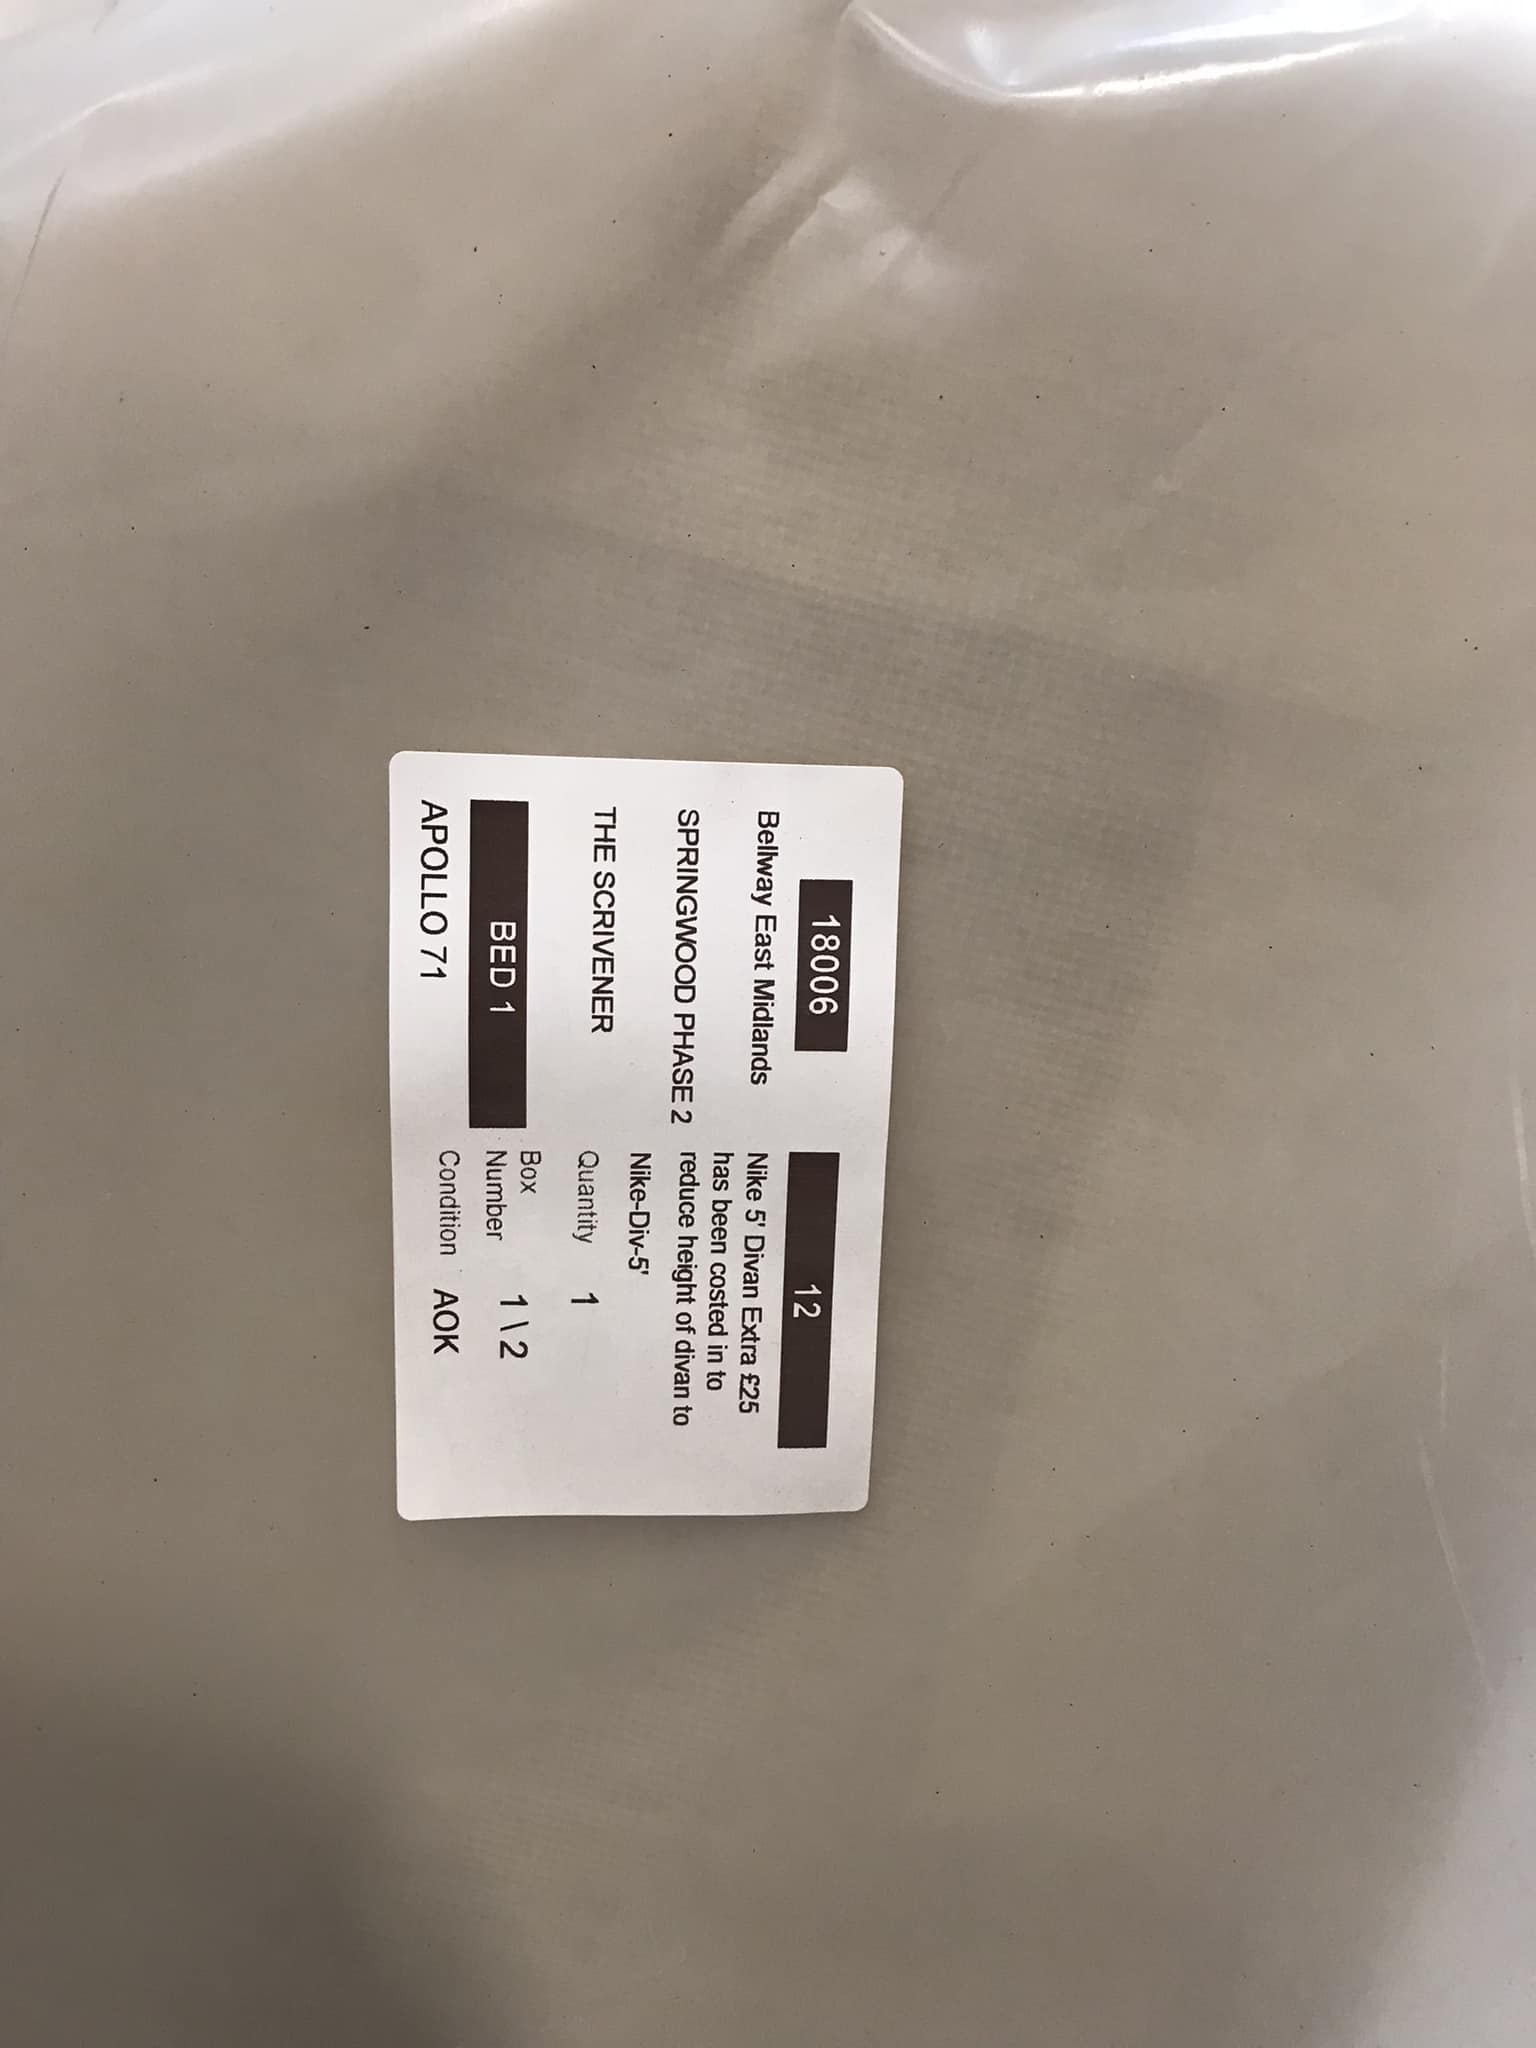 18006
12
Bellway East Midlands
SPRINGWOOD PHASE 2
THE SCRIVENER
BED 1
APOLLO 71
Nike 5' Divan Extra £25
has been costed in to
reduce height of divan to
Nike-Div-5'
Quantity 1
Box
Number 1\2
Condition AOK